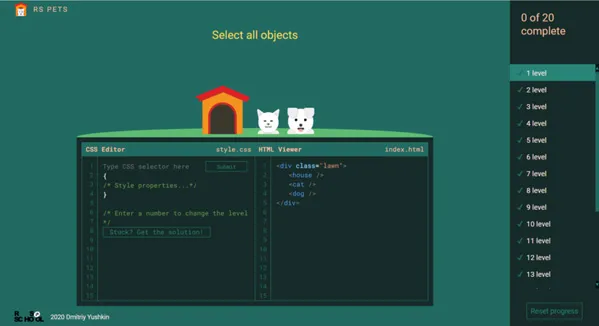 RS PETS
Select all objects
0 of 20
complete
CSS Editor style.css
1 Type CSS selector here Submit
2 {
3 /* Style properties...*/
4 }
5
6 /* Enter a number to change the level
7 */
8 Stuck? Get the solution!
9
10
11
12
13
14
15
HTML Viewer index.html
1 <div class="lawn">
2 <house />
3 <cat />
4 <dog />
5 </div>
6
7
8
9
10
11
12
13
14
15
✓ 1 level
✓ 2 level
✓ 3 level
✓ 4 level
✓ 5 level
✓ 6 level
✓ 7 level
✓ 8 level
✓ 9 level
✓ 10 level
✓ 11 level
✓ 12 level
✓ 13 level
Reset progress
2020 Dmitriy Yushkin